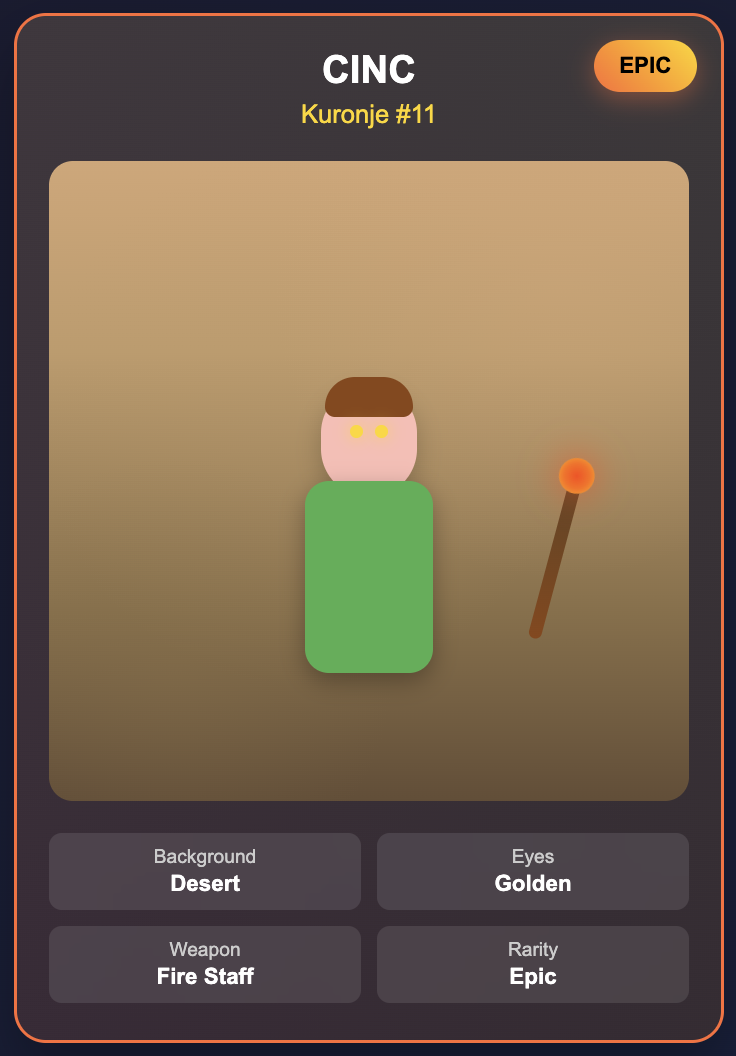 CINC
EPIC
Kuronje #11
Background
Desert
Eyes
Golden
Weapon
Fire Staff
Rarity
Epic